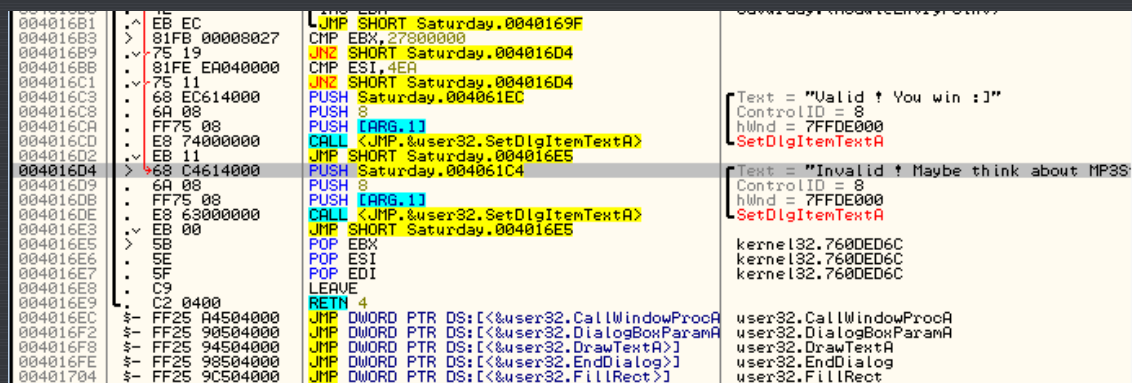 004016B1 .^ EB EC JMP SHORT Saturday.0040169F
004016B3 > 81FB 00008027 CMP EBX,27800000
004016B9 .v 75 19 JNZ SHORT Saturday.004016D4
004016BB . 81FE EA040000 CMP ESI,4EA
004016C1 .v 75 11 JNZ SHORT Saturday.004016D4
004016C3 . 68 EC614000 PUSH Saturday.004061EC Text = "Valid ! You win :]"
004016C8 . 6A 08 PUSH 8 ControlID = 8
004016CA . FF75 08 PUSH [ARG.1] hWnd = 7FFDE000
004016CD . E8 74000000 CALL <JMP.&user32.SetDlgItemTextA> SetDlgItemTextA
004016D2 .v EB 11 JMP SHORT Saturday.004016E5
004016D4 > 68 C4614000 PUSH Saturday.004061C4 Text = "Invalid ! Maybe think about MP3S
004016D9 . 6A 08 PUSH 8 ControlID = 8
004016DB . FF75 08 PUSH [ARG.1] hWnd = 7FFDE000
004016DE . E8 63000000 CALL <JMP.&user32.SetDlgItemTextA> SetDlgItemTextA
004016E3 .v EB 00 JMP SHORT Saturday.004016E5
004016E5 > 5B POP EBX kernel32.760DED6C
004016E6 . 5E POP ESI kernel32.760DED6C
004016E7 . 5F POP EDI kernel32.760DED6C
004016E8 . C9 LEAVE
004016E9 . C2 0400 RETN 4
004016EC $- FF25 A4504000 JMP DWORD PTR DS:[<&user32.CallWindowProcA user32.CallWindowProcA
004016F2 $- FF25 90504000 JMP DWORD PTR DS:[<&user32.DialogBoxParamA user32.DialogBoxParamA
004016F8 $- FF25 94504000 JMP DWORD PTR DS:[<&user32.DrawTextA>] user32.DrawTextA
004016FE $- FF25 98504000 JMP DWORD PTR DS:[<&user32.EndDialog>] user32.EndDialog
00401704 $- FF25 9C504000 JMP DWORD PTR DS:[<&user32.FillRect>] user32.FillRect